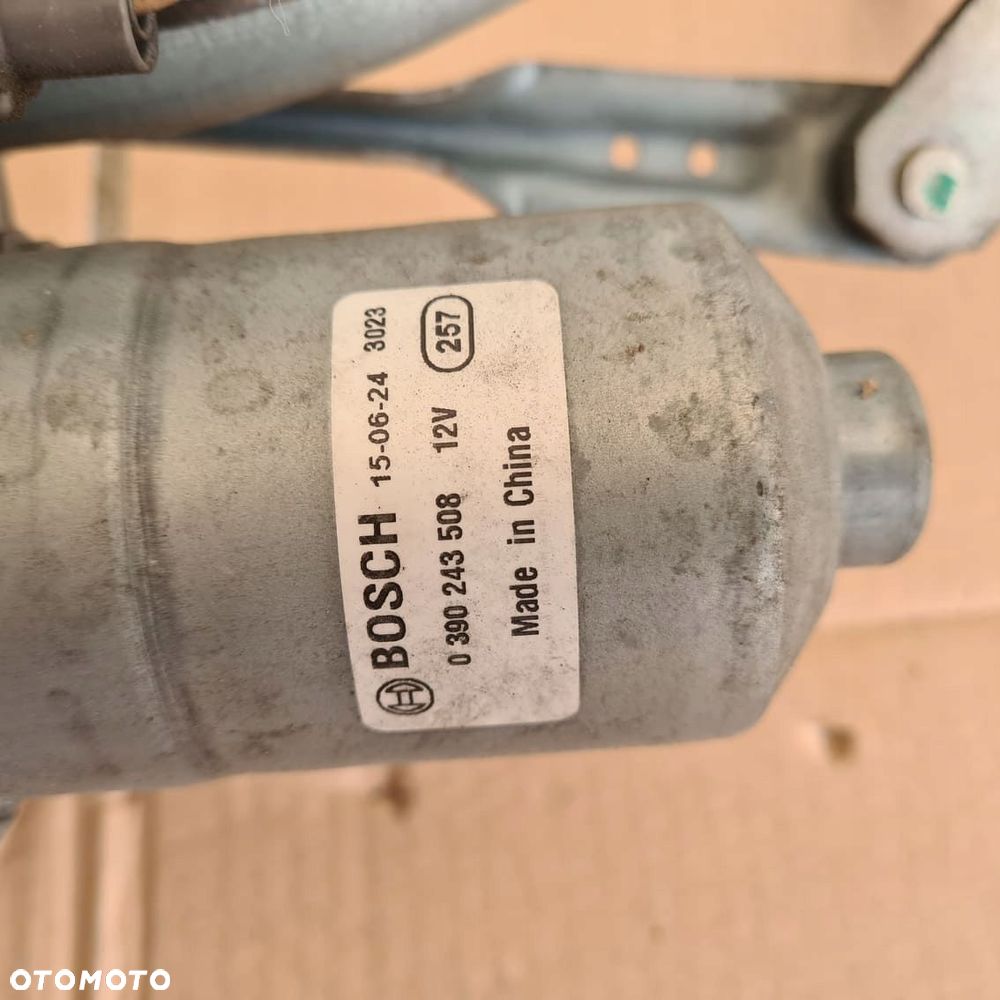 BOSCH 15-06-24 3023
0 390 243 508 12V 257
Made in China
OTOMOTO